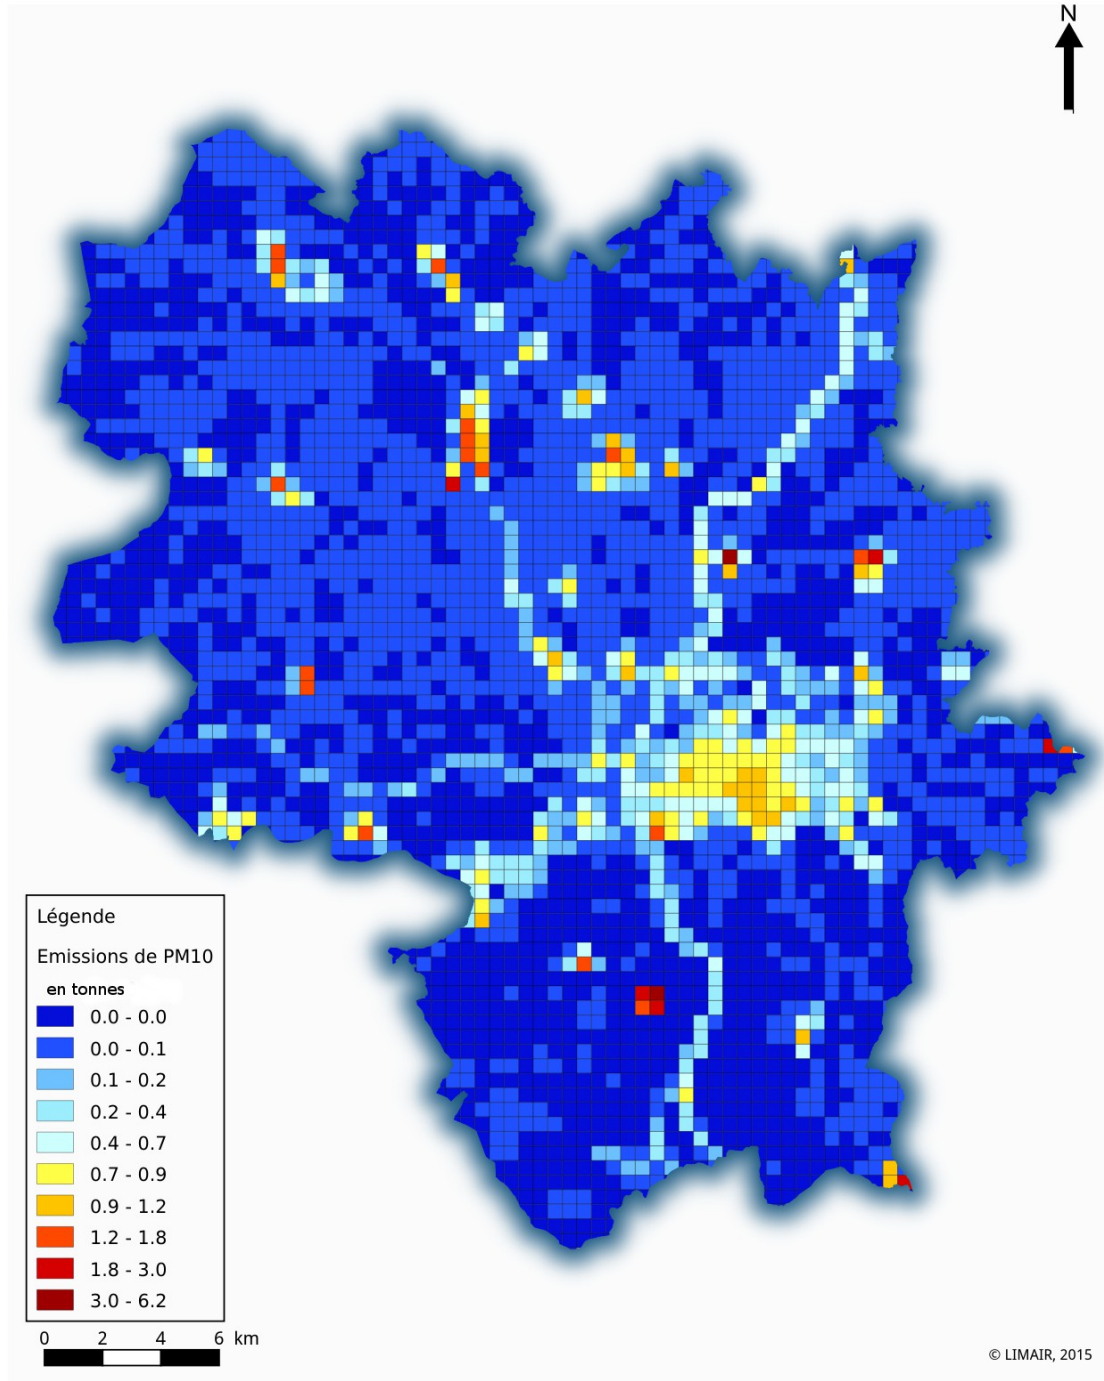 N
Légende
Emissions de PM10
en tonnes
0.0 - 0.0
0.0 - 0.1
0.1 - 0.2
0.2 - 0.4
0.4 - 0.7
0.7 - 0.9
0.9 - 1.2
1.2 - 1.8
1.8 - 3.0
3.0 - 6.2
0 2 4 6 km
© LIMAIR, 2015